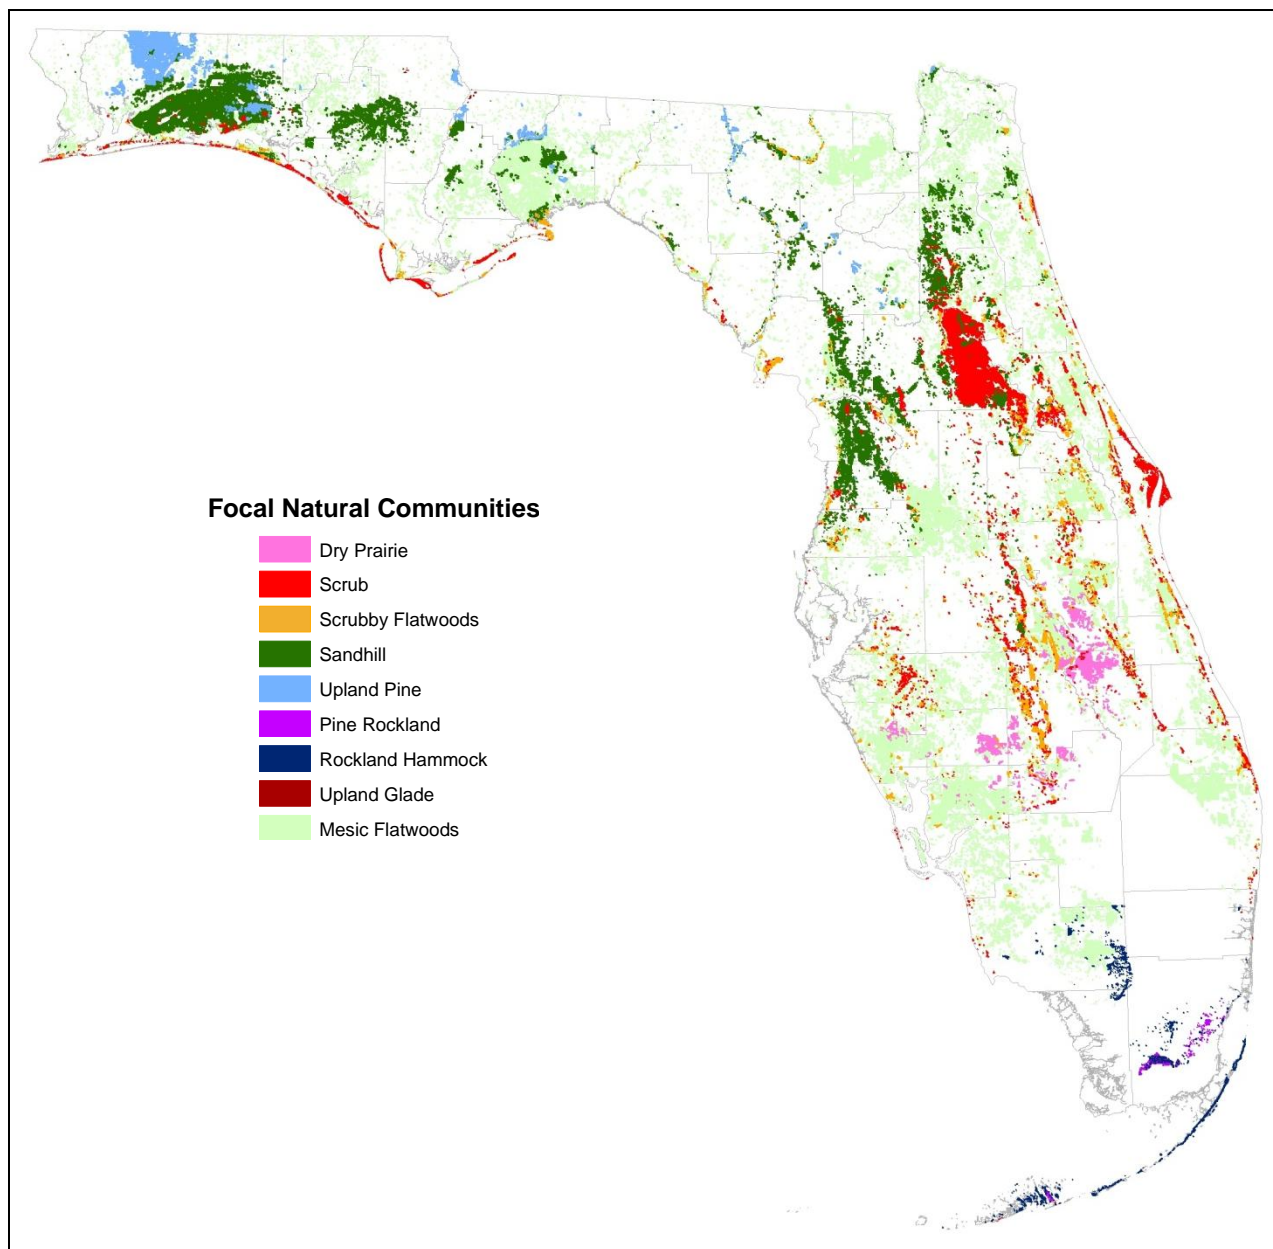 Focal Natural Communities
Dry Prairie
Scrub
Scrubby Flatwoods
Sandhill
Upland Pine
Pine Rockland
Rockland Hammock
Upland Glade
Mesic Flatwoods